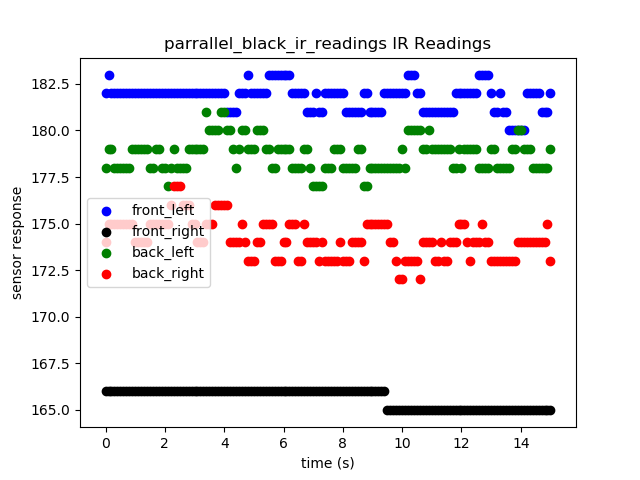 parrallel_black_ir_readings IR Readings
182.5
180.0
177.5
175.0
172.5
170.0
167.5
165.0
sensor response
front_left
front_right
back_left
back_right
0 2 4 6 8 10 12 14
time (s)